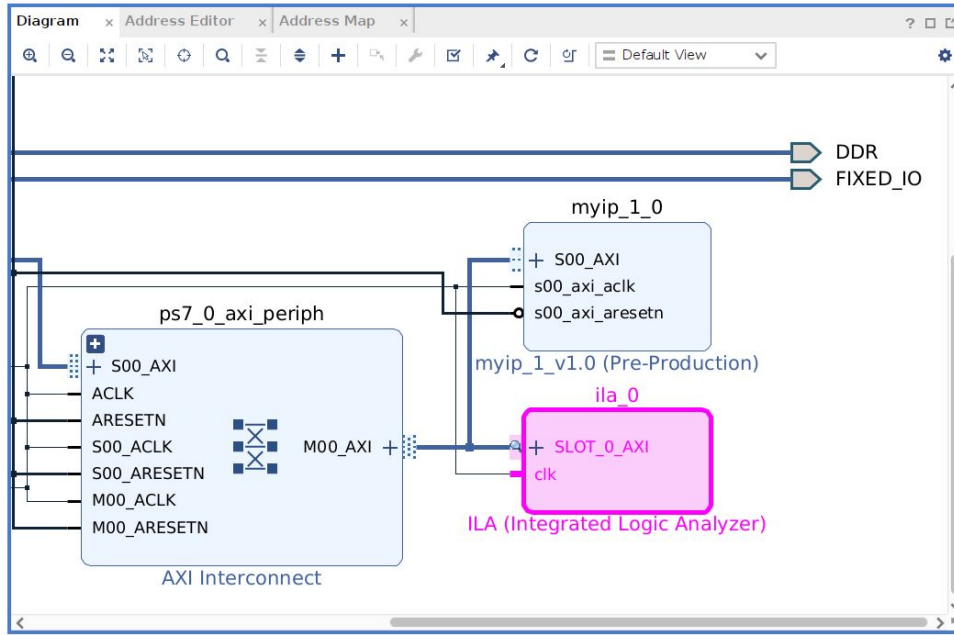 Diagram × Address Editor × Address Map × ?
Default View
DDR
FIXED_IO
myip_1_0
S00_AXI
s00_axi_aclk
s00_axi_aresetn
myip_1_v1.0 (Pre-Production)
ps7_0_axi_periph
S00_AXI
ACLK
ARESETN
S00_ACLK
S00_ARESETN
M00_ACLK
M00_ARESETN
M00_AXI
AXI Interconnect
ila_0
SLOT_0_AXI
clk
ILA (Integrated Logic Analyzer)